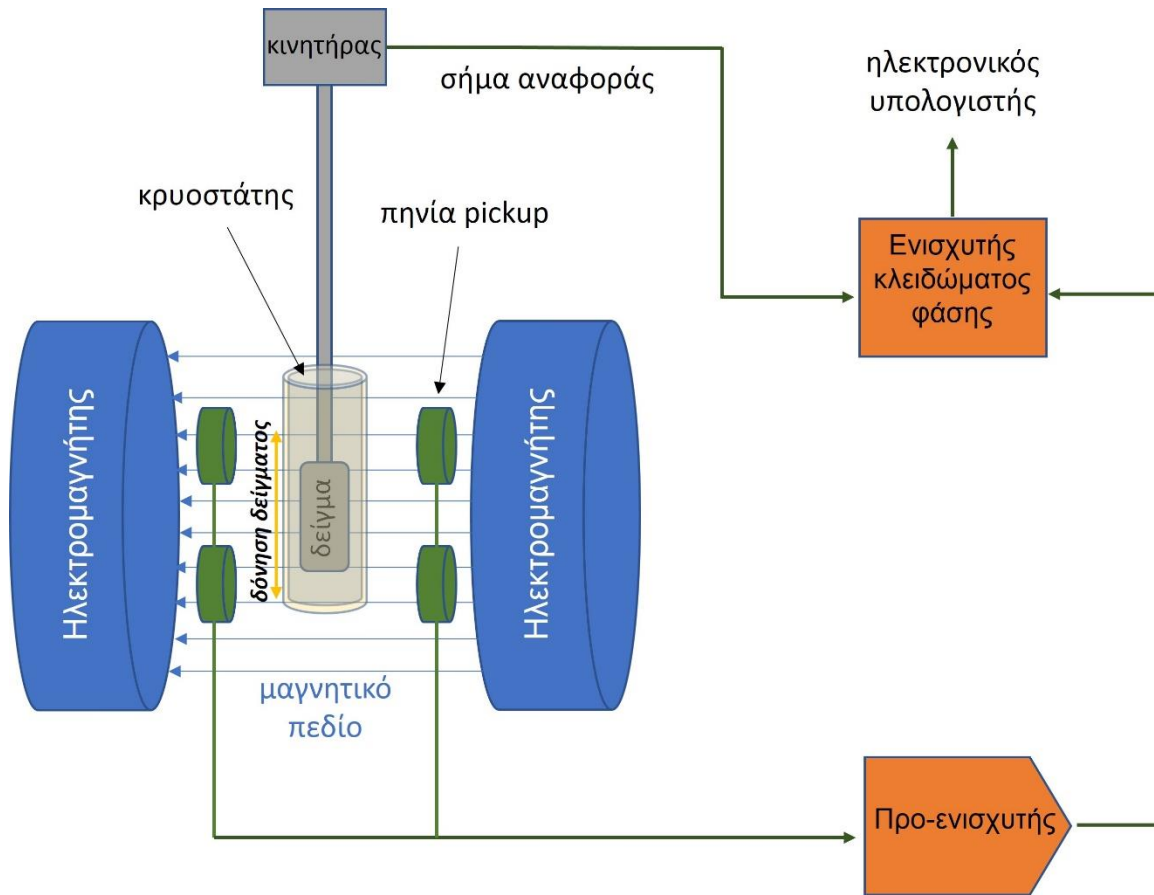 κινητήρας
σήμα αναφοράς
ηλεκτρονικός
υπολογιστής
κρυοστάτης
πηνία pickup
Ενισχυτής
κλειδώματος
φάσης
Ηλεκτρομαγνήτης
δόνηση δείγματος
δείγμα
Ηλεκτρομαγνήτης
μαγνητικό
πεδίο
Προ-ενισχυτής